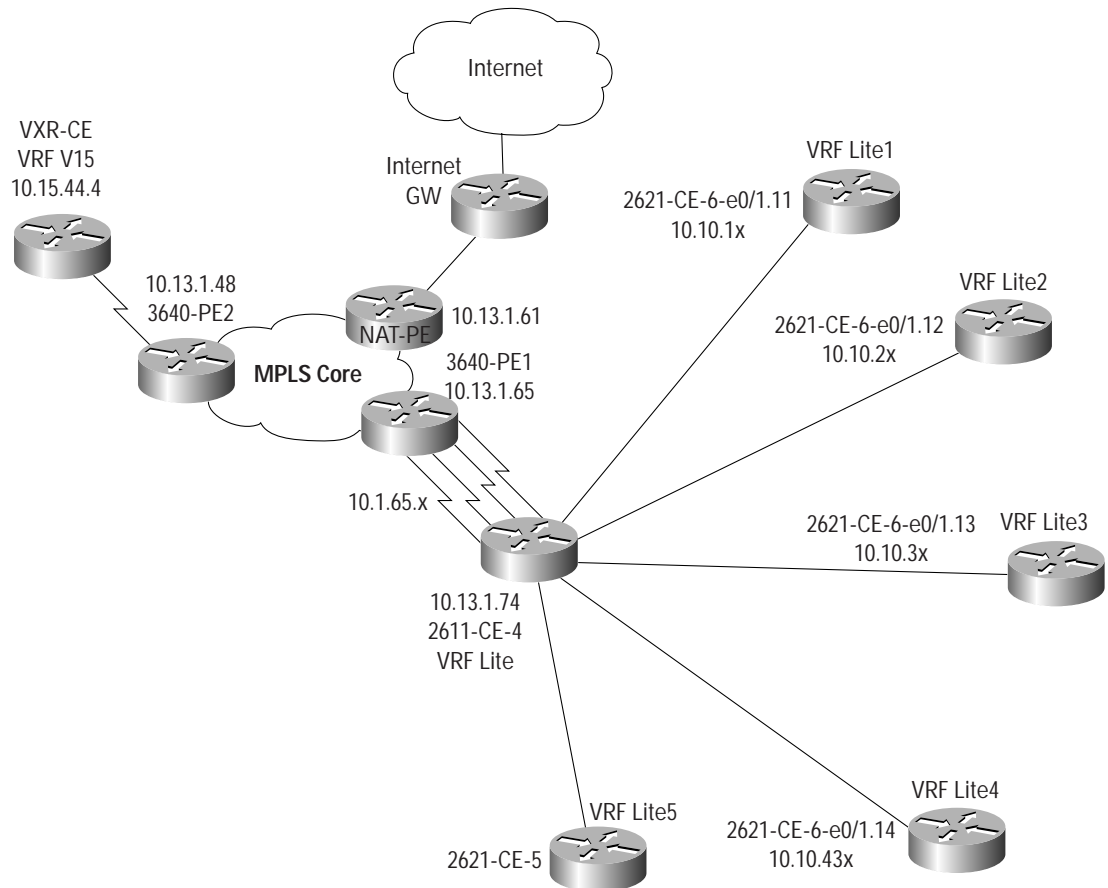 Internet
VXR-CE
VRF V15
10.15.44.4
Internet
GW
VRF Lite1
2621-CE-6-e0/1.11
10.10.1x
VRF Lite2
2621-CE-6-e0/1.12
10.10.2x
10.13.1.48
3640-PE2
NAT-PE
10.13.1.61
MPLS Core
3640-PE1
10.13.1.65
10.1.65.x
2621-CE-6-e0/1.13
10.10.3x
VRF Lite3
10.13.1.74
2611-CE-4
VRF Lite
VRF Lite4
2621-CE-6-e0/1.14
10.10.43x
VRF Lite5
2621-CE-5